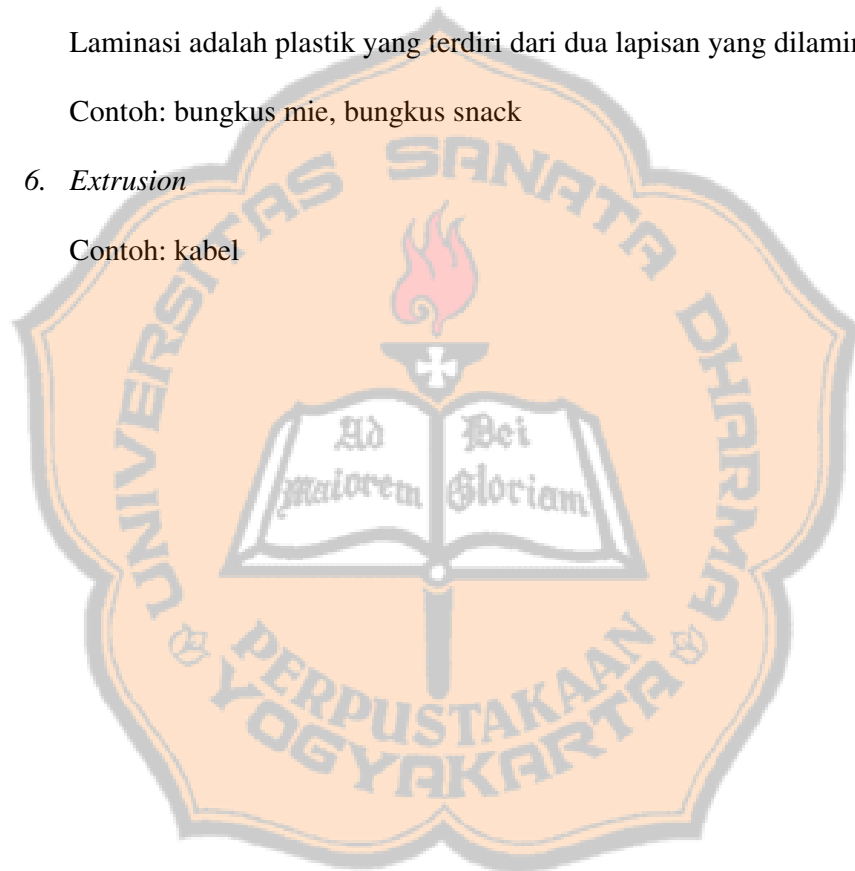 Laminasi adalah plastik yang terdiri dari dua lapisan yang
Contoh: bungkus mie, bungkus snack
6. Extrusion
Contoh: kabel
UNIVERSITAS SANATA DHARMA
Ad
Maiorem
Dei
Gloriam
PERPUSTAKAAN
YOGYAKARTA